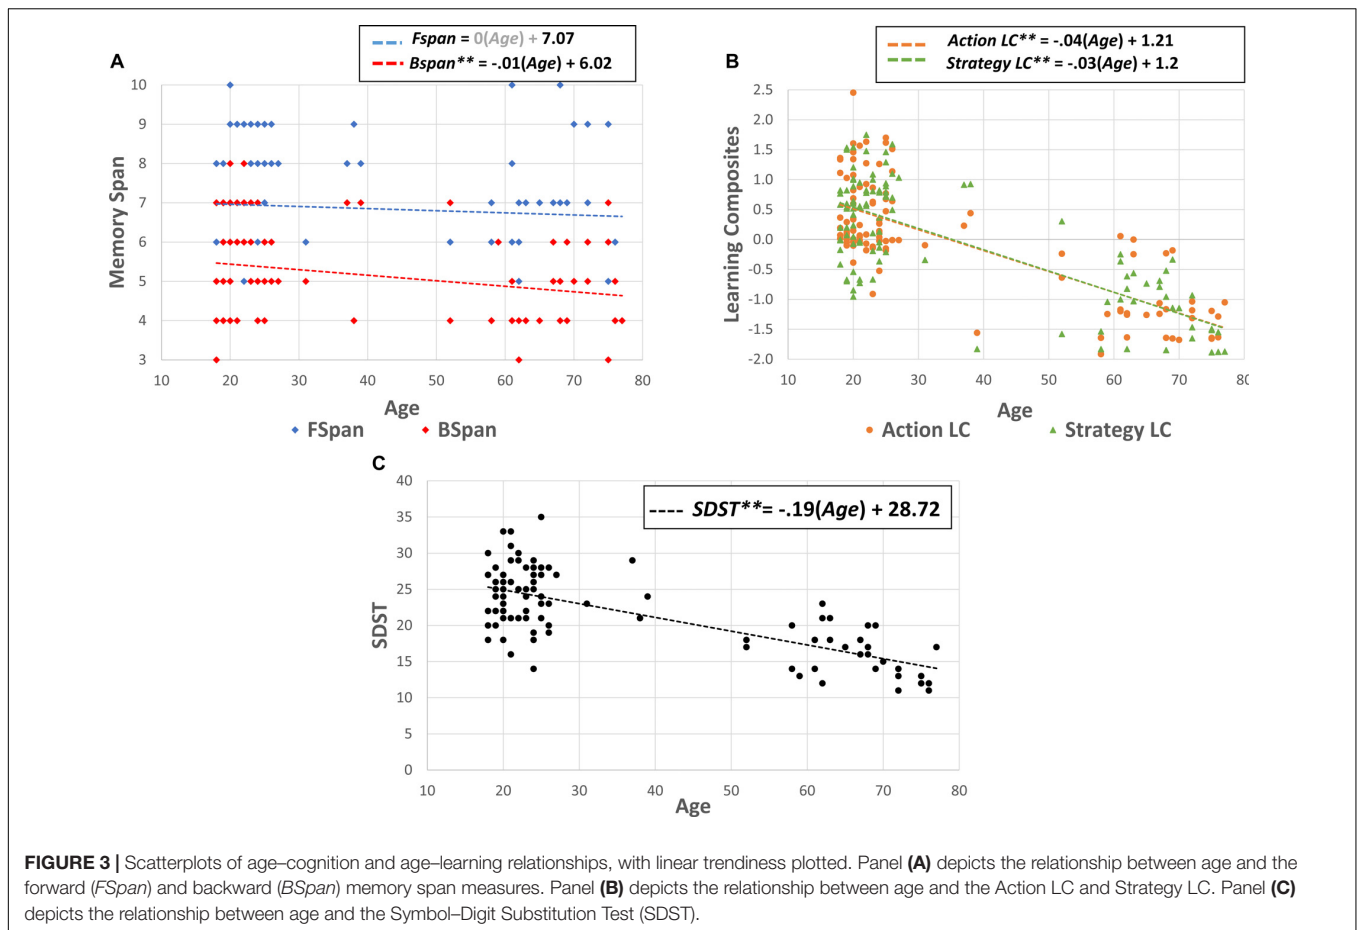 A
Fspan = 0(Age) + 7.07
Bspan** = -.01(Age) + 6.02
Memory Span
10
9
8
7
6
5
4
3
10 20 30 40 50 60 70 80
Age
FSpan BSpan
B
Action LC** = -.04(Age) + 1.21
Strategy LC** = -.03(Age) + 1.2
Learning Composites
2.5
2.0
1.5
1.0
0.5
0.0
-0.5
-1.0
-1.5
-2.0
10 20 30 40 50 60 70 80
Age
Action LC Strategy LC
C
SDST**= -.19(Age) + 28.72
SDST
40
35
30
25
20
15
10
5
0
10 20 30 40 50 60 70 80
Age
FIGURE 3 | Scatterplots of age–cognition and age–learning relationships, with linear trendiness plotted. Panel (A) depicts the relationship between age and the
forward (FSpan) and backward (BSpan) memory span measures. Panel (B) depicts the relationship between age and the Action LC and Strategy LC. Panel (C)
depicts the relationship between age and the Symbol–Digit Substitution Test (SDST).